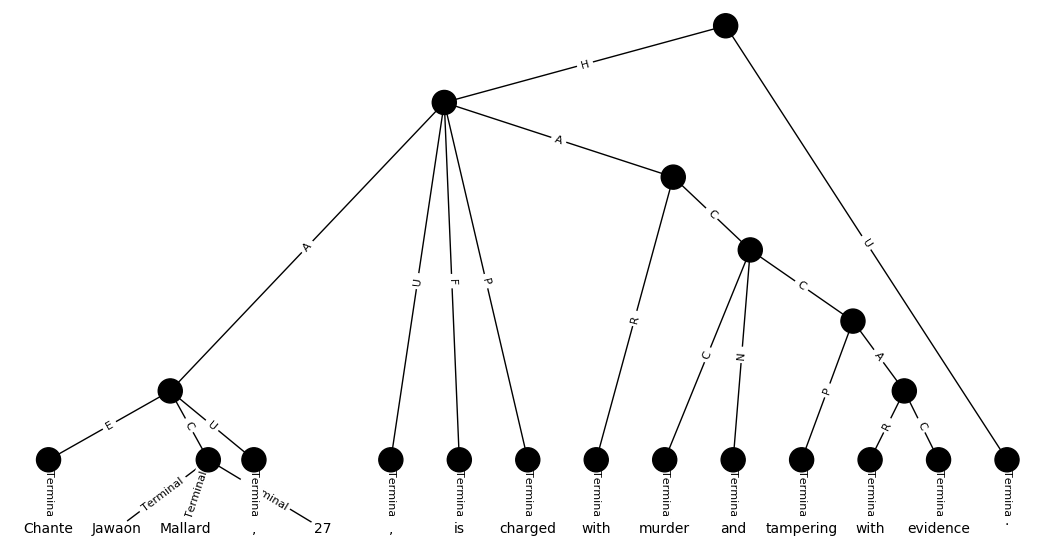 H
A
A
C
U
U
F
P
R
C
N
C
P
A
E
C
U
R
C
Terminal Terminal Terminal minal
Termina Termina Termina Termina Termina Termina Termina Termina Termina Termina Termina Termina
Chante Jawaon Mallard , 27 , is charged with murder and tampering with evidence .